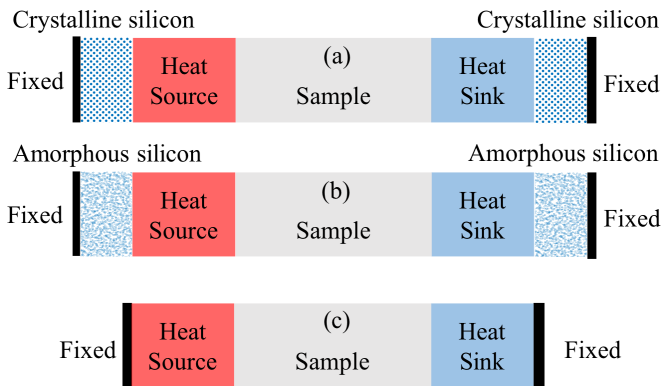 Crystalline silicon
Crystalline silicon
Fixed
Heat
Source
(a)
Sample
Heat
Sink
Fixed
Amorphous silicon
Amorphous silicon
Fixed
Heat
Source
(b)
Sample
Heat
Sink
Fixed
Fixed
Heat
Source
(c)
Sample
Heat
Sink
Fixed